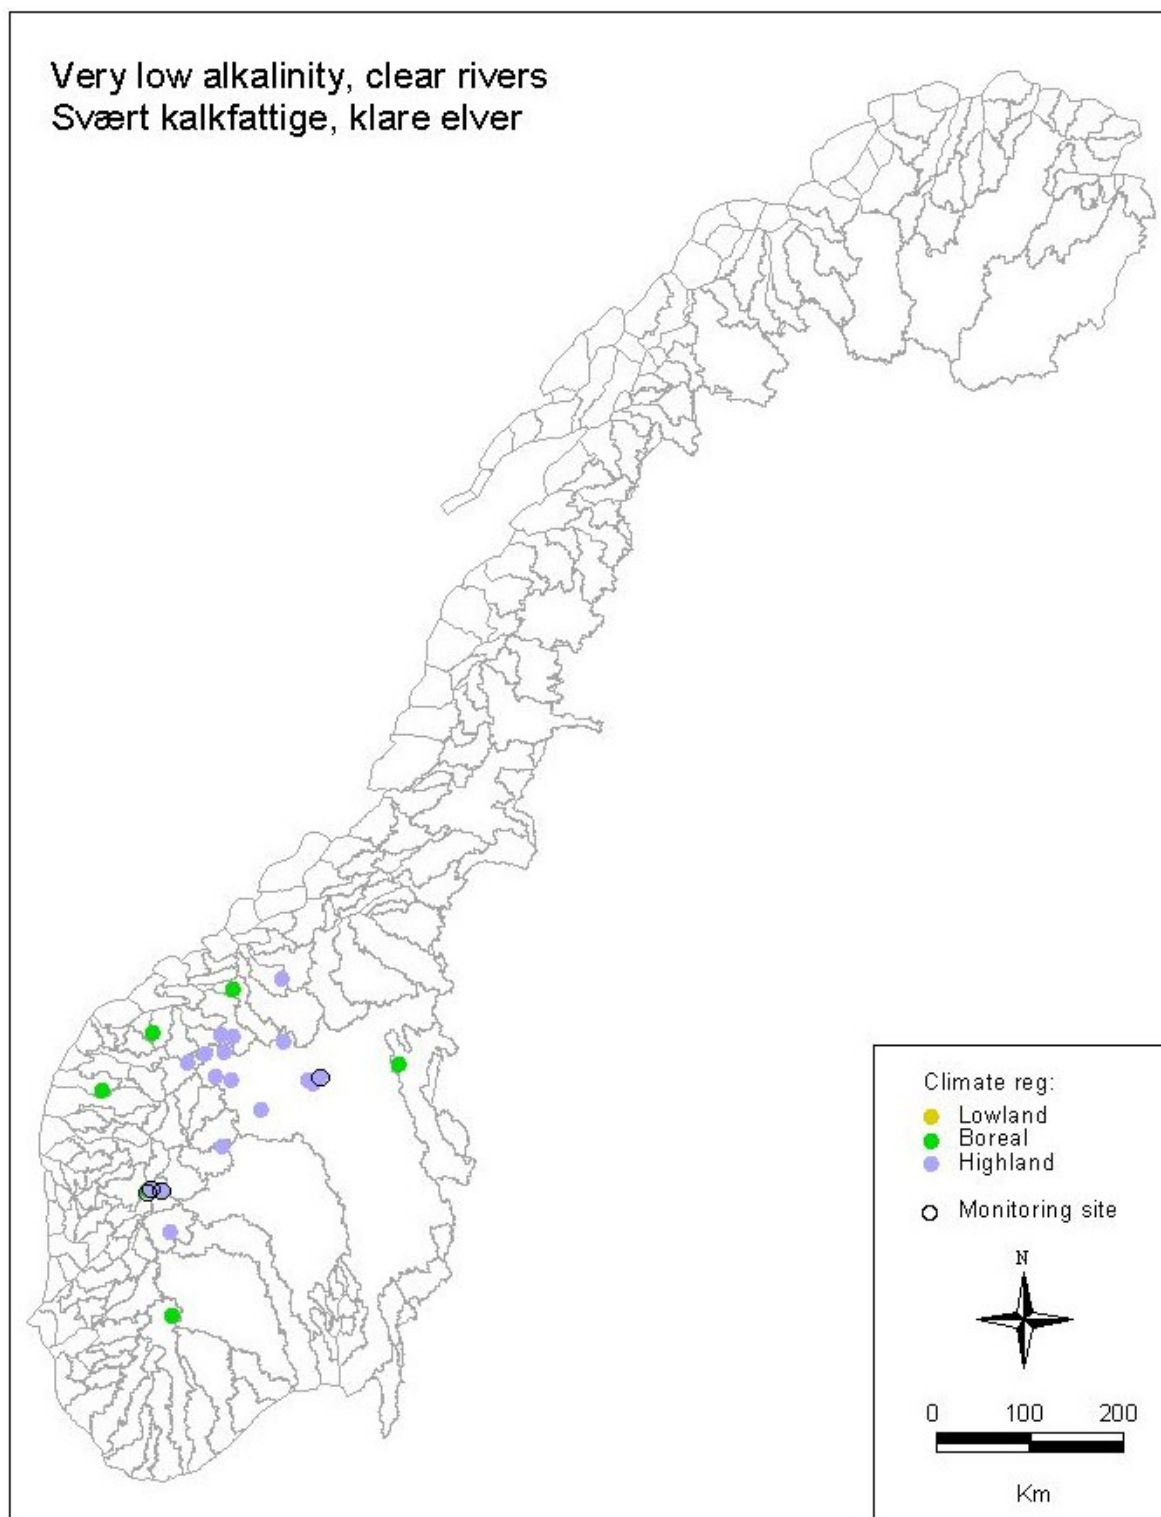 Very low alkalinity, clear rivers
Svært kalkfattige, klare elver
Climate reg:
Lowland
Boreal
Highland
Monitoring site
N
0 100 200
Km